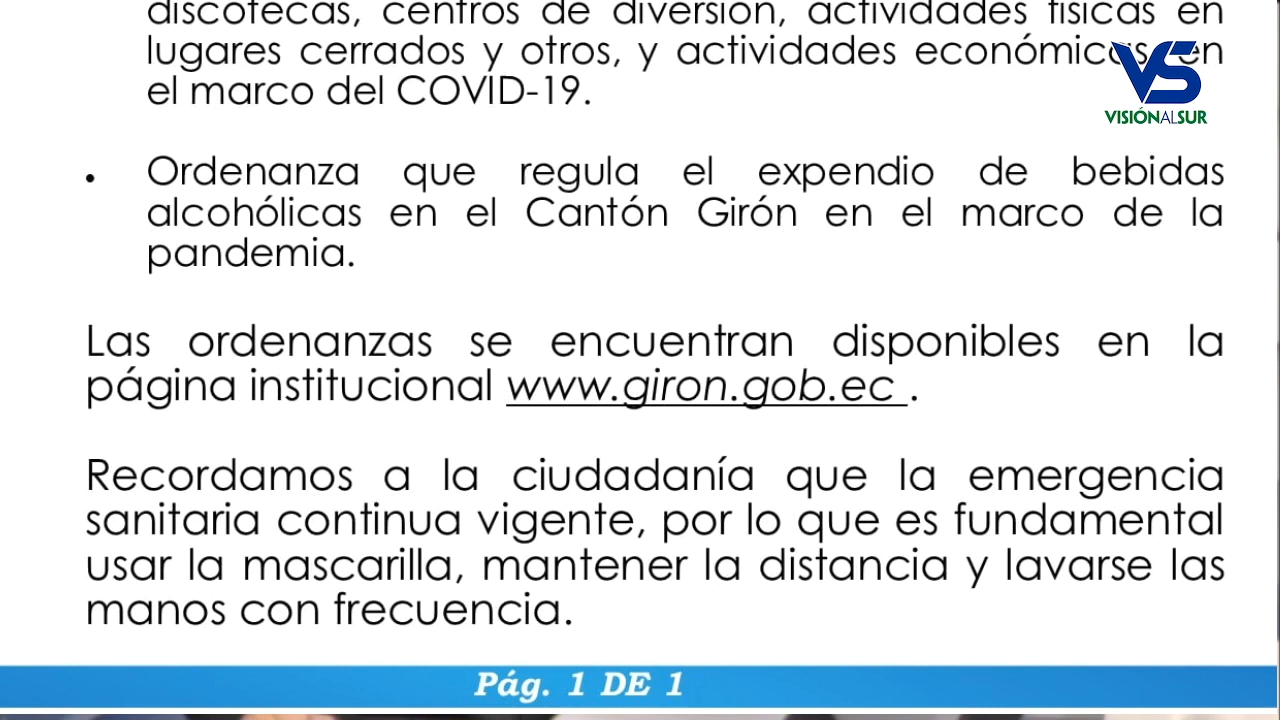 discotecas, centros de diversión, actividades físicas en
lugares cerrados y otros, y actividades económicas en
el marco del COVID-19.
VS
VISIÓNALSUR
• Ordenanza que regula el expendio de bebidas
alcohólicas en el Cantón Girón en el marco de la
pandemia.
Las ordenanzas se encuentran disponibles en la
página institucional www.giron.gob.ec .
Recordamos a la ciudadanía que la emergencia
sanitaria continua vigente, por lo que es fundamental
usar la mascarilla, mantener la distancia y lavarse las
manos con frecuencia.
Pág. 1 DE 1